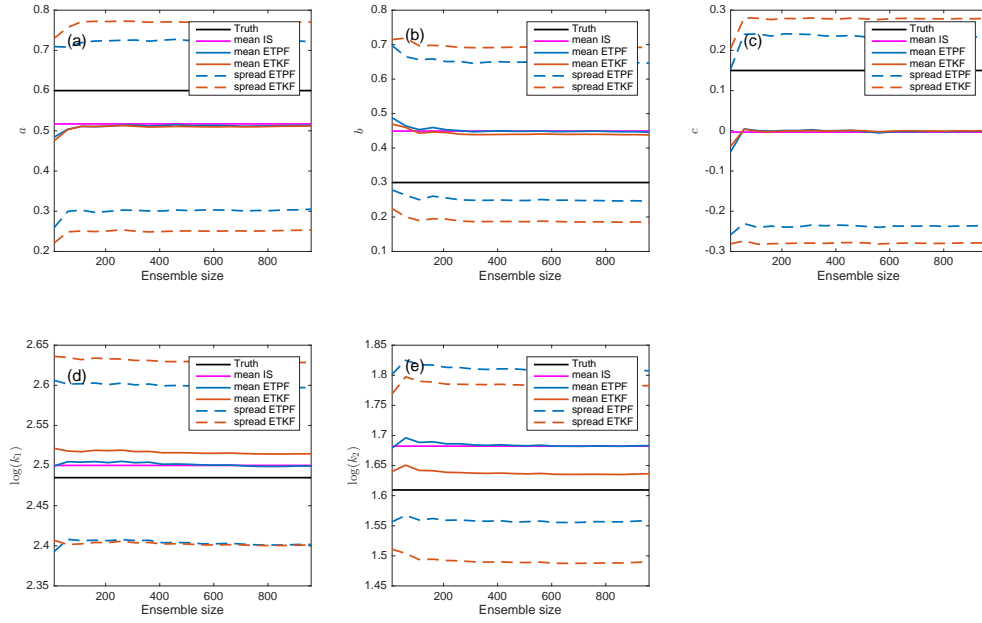 0.8
0.7
0.6
0.5
0.4
0.3
0.2
a
(a)
Truth
mean IS
mean ETPF
mean ETKF
spread ETPF
spread ETKF
200 400 600 800
Ensemble size
0.8
0.7
0.6
0.5
0.4
0.3
0.2
0.1
b
(b)
Truth
mean IS
mean ETPF
mean ETKF
spread ETPF
spread ETKF
200 400 600 800
Ensemble size
0.3
0.2
0.1
0
-0.1
-0.2
-0.3
c
(c)
Truth
mean IS
mean ETPF
mean ETKF
spread ETPF
spread ETKF
200 400 600 800
Ensemble size
2.65
2.6
2.55
2.5
2.45
2.4
2.35
log(k₁)
(d)
Truth
mean IS
mean ETPF
mean ETKF
spread ETPF
spread ETKF
200 400 600 800
Ensemble size
1.85
1.8
1.75
1.7
1.65
1.6
1.55
1.5
1.45
log(k₂)
(e)
Truth
mean IS
mean ETPF
mean ETKF
spread ETPF
spread ETKF
200 400 600 800
Ensemble size